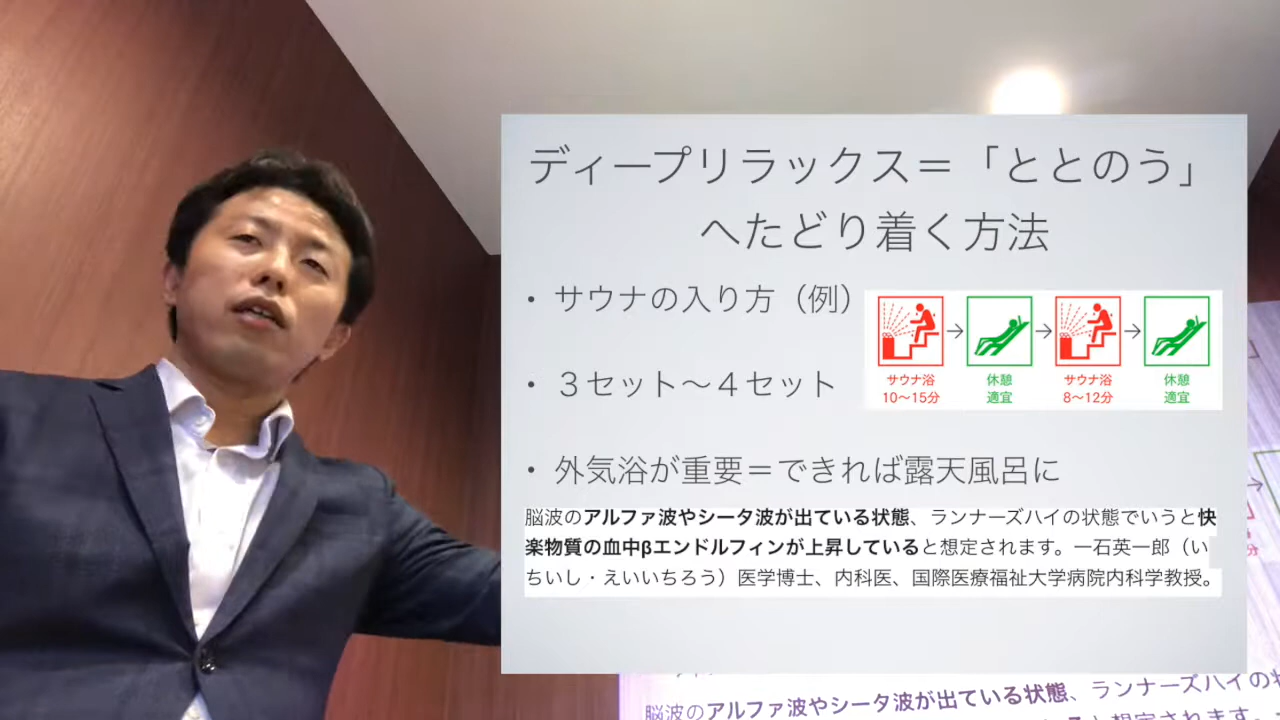 ディープリラックス＝「ととのう」
へたどり着く方法
・サウナの入り方（例）
サウナ浴
10〜15分
休憩
適宜
サウナ浴
8〜12分
休憩
適宜
・３セット〜４セット
・外気浴が重要＝できれば露天風呂に
脳波のアルファ波やシータ波が出ている状態、ランナーズハイの状態でいうと快
楽物質の血中βエンドルフィンが上昇していると想定されます。一石英一郎（い
ちいし・えいいちろう）医学博士、内科医、国際医療福祉大学病院内科学教授。
脳波のアルファ波やシータ波が出ている状態、ランナーズハイの